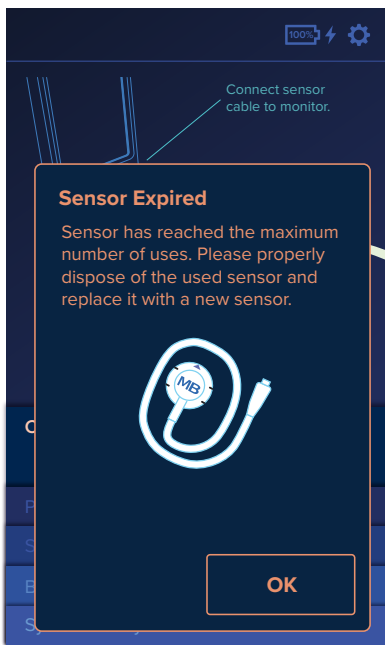 100%
Connect sensor
cable to monitor.
Sensor Expired
Sensor has reached the maximum
number of uses. Please properly
dispose of the used sensor and
replace it with a new sensor.
MB
OK